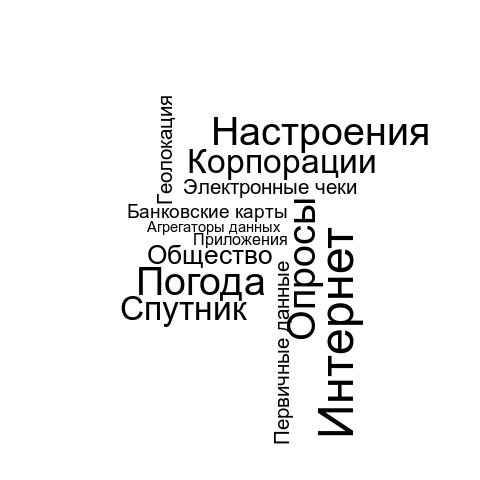 Геолокация
Настроения
Корпорации
Электронные чеки
Банковские карты
Агрегаторы данных
Приложения
Общество
Погода
Спутник
Опросы
Интернет
Первичные данные